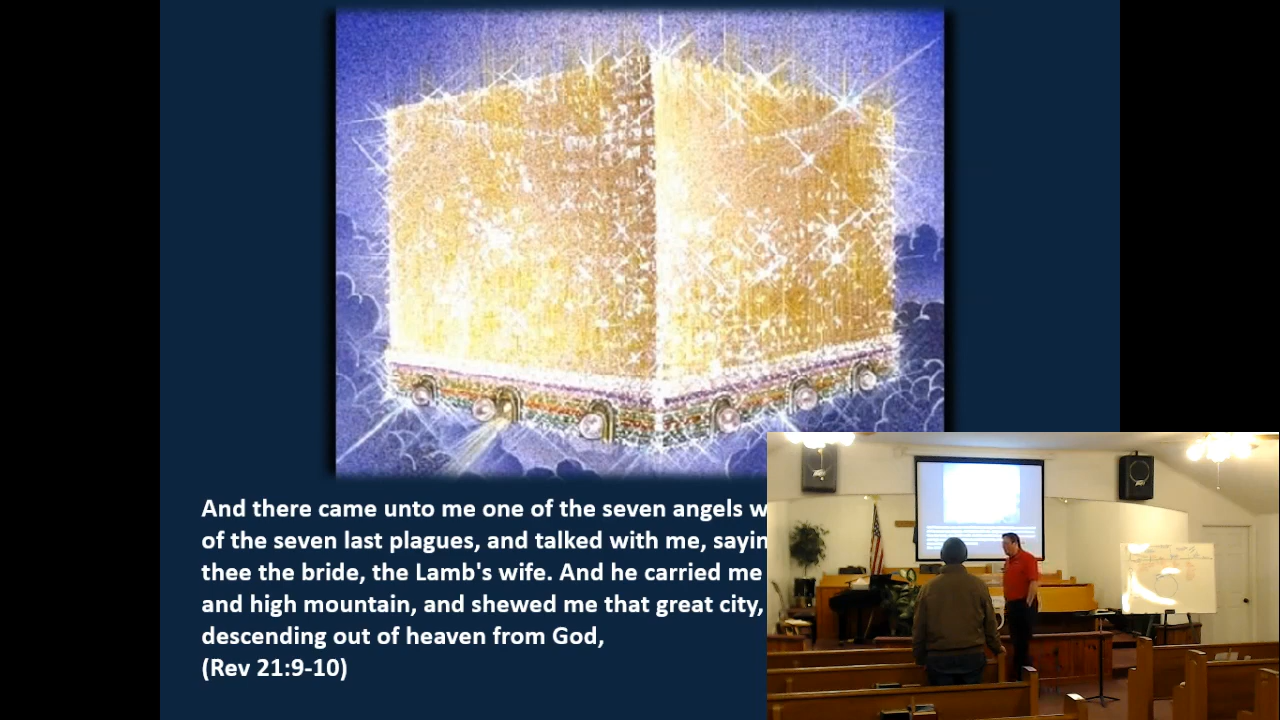 And there came unto me one of the seven angels
of the seven last plagues, and talked with me,
thee the bride, the Lamb's wife. And he carried me
and high mountain, and shewed me that great city,
descending out of heaven from God,
(Rev 21:9-10)